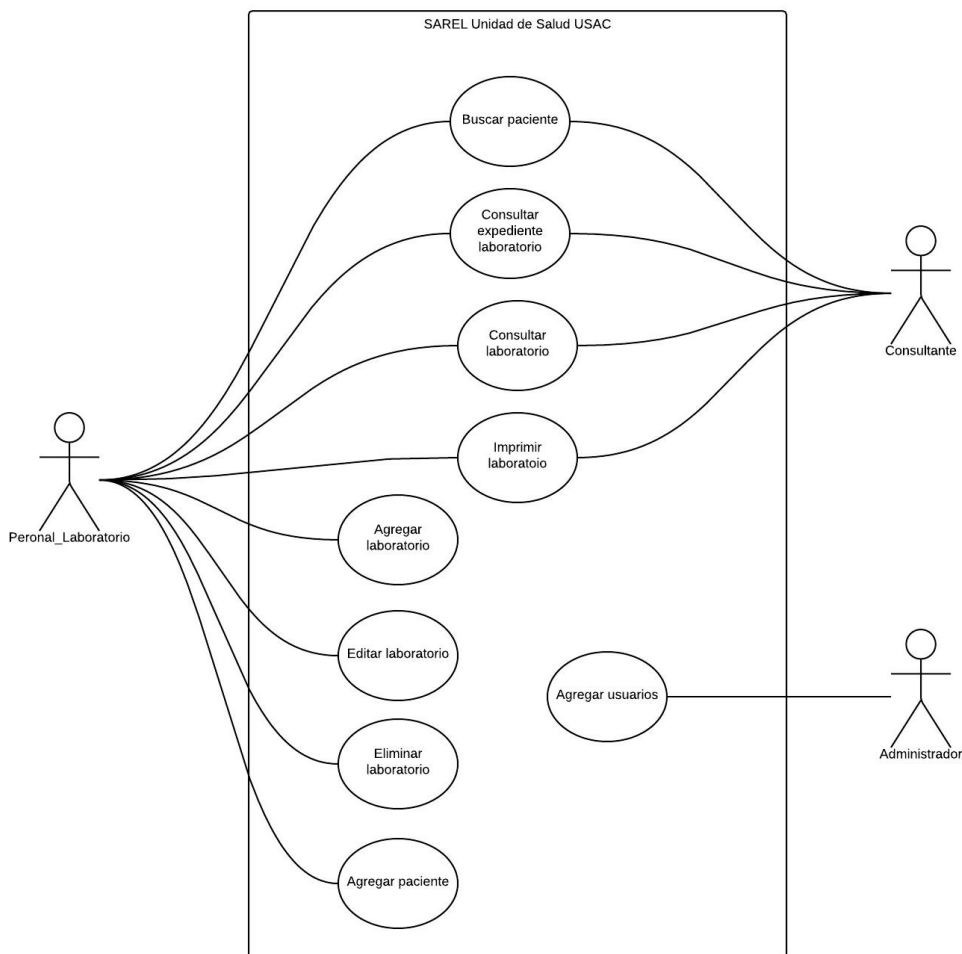 SAREL Unidad de Salud USAC
Buscar paciente
Consultar
expediente
laboratorio
Consultar
laboratorio
Consultante
Imprimir
laboratoio
Peronal_Laboratorio
Agregar
laboratorio
Editar laboratorio
Agregar usuarios
Administrador
Eliminar
laboratorio
Agregar paciente